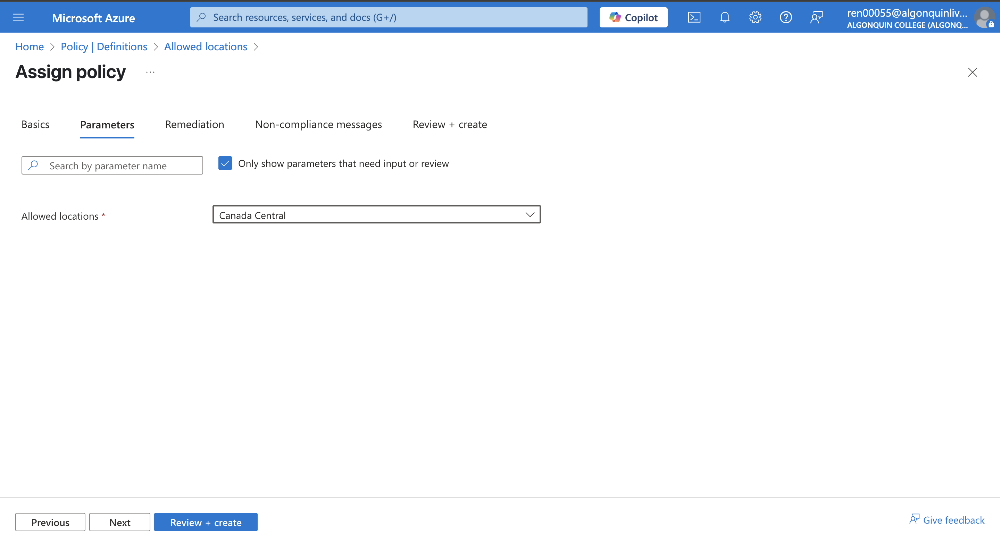 Microsoft Azure
Search resources, services, and docs (G+/)
Copilot
ren00055@algonquinliv...
ALGONQUIN COLLEGE (ALGONQ...
Home > Policy | Definitions > Allowed locations >
Assign policy ...
Basics
Parameters
Remediation
Non-compliance messages
Review + create
Search by parameter name
Only show parameters that need input or review
Allowed locations *
Canada Central
Previous
Next
Review + create
Give feedback